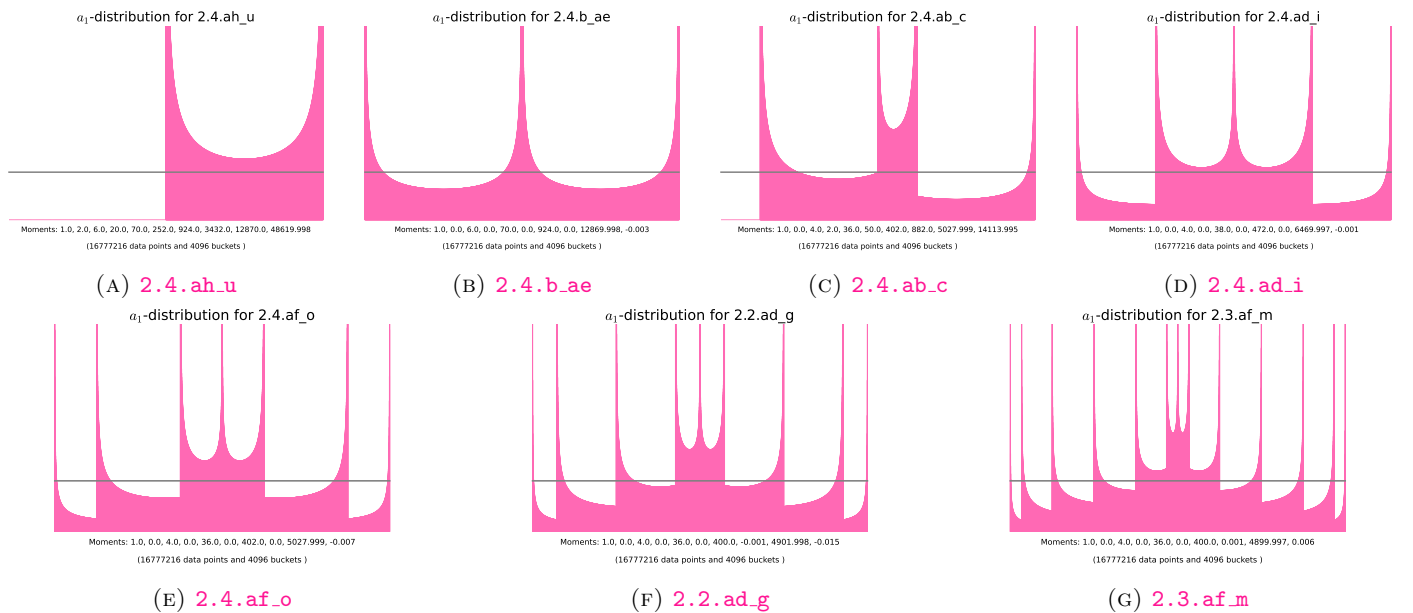 a₁-distribution for 2.4.ah_u
Moments: 1.0, 2.0, 6.0, 20.0, 70.0, 252.0, 924.0, 3432.0, 12870.0, 48619.998
(16777216 data points and 4096 buckets )
(A) 2.4.ah_u
a₁-distribution for 2.4.b_ae
Moments: 1.0, 0.0, 6.0, 0.0, 70.0, 0.0, 924.0, 0.0, 12869.998, -0.003
(16777216 data points and 4096 buckets )
(B) 2.4.b_ae
a₁-distribution for 2.4.ab_c
Moments: 1.0, 0.0, 4.0, 2.0, 36.0, 50.0, 402.0, 882.0, 5027.999, 14113.995
(16777216 data points and 4096 buckets )
(C) 2.4.ab_c
a₁-distribution for 2.4.ad_i
Moments: 1.0, 0.0, 4.0, 0.0, 38.0, 0.0, 472.0, 0.0, 6469.997, -0.001
(16777216 data points and 4096 buckets )
(D) 2.4.ad_i
a₁-distribution for 2.4.af_o
Moments: 1.0, 0.0, 4.0, 0.0, 36.0, 0.0, 402.0, 0.0, 5027.999, -0.007
(16777216 data points and 4096 buckets )
(E) 2.4.af_o
a₁-distribution for 2.2.ad_g
Moments: 1.0, 0.0, 4.0, 0.0, 36.0, 0.0, 400.0, -0.001, 4901.998, -0.015
(16777216 data points and 4096 buckets )
(F) 2.2.ad_g
a₁-distribution for 2.3.af_m
Moments: 1.0, 0.0, 4.0, 0.0, 36.0, 0.0, 400.0, 0.001, 4899.997, 0.006
(16777216 data points and 4096 buckets )
(G) 2.3.af_m